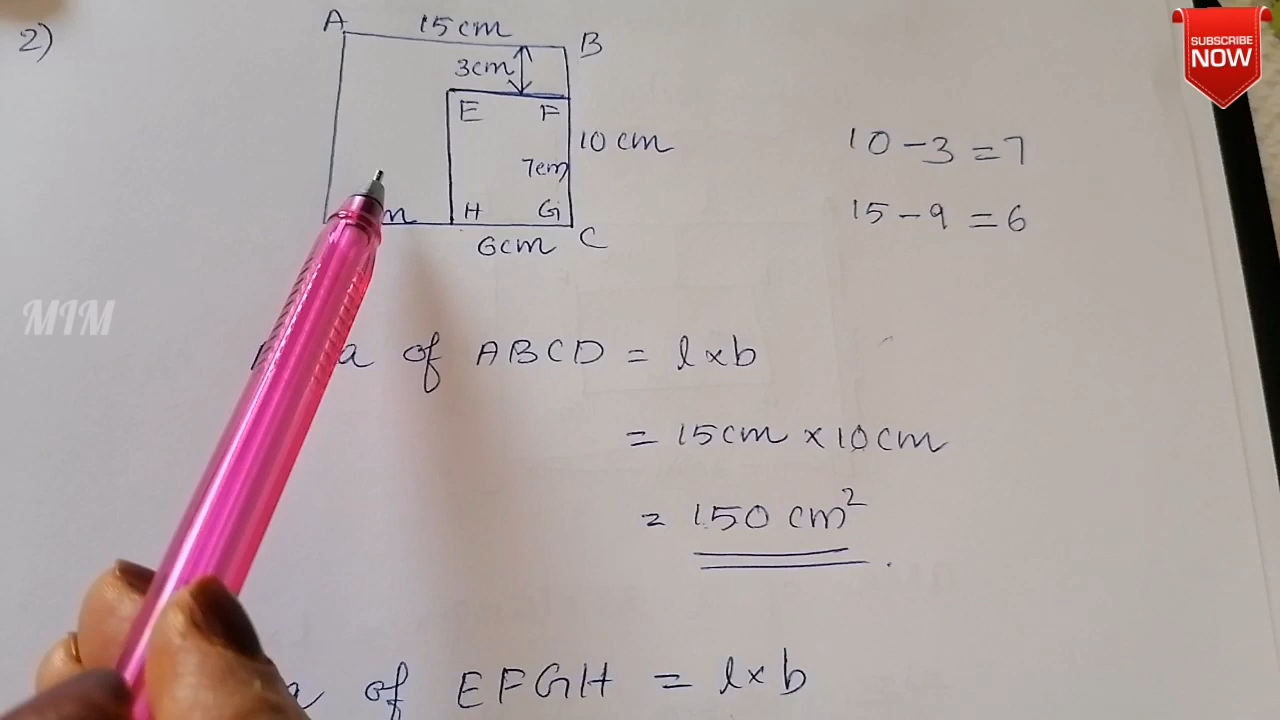 2)
A 15cm B
3cm
E F
10 cm
7cm
H G
6cm C
10 - 3 = 7
15 - 9 = 6
of ABCD = l x b
= 15cm x 10cm
= 150 cm²
of EFGH = l x b
SUBSCRIBE
NOW
MIM